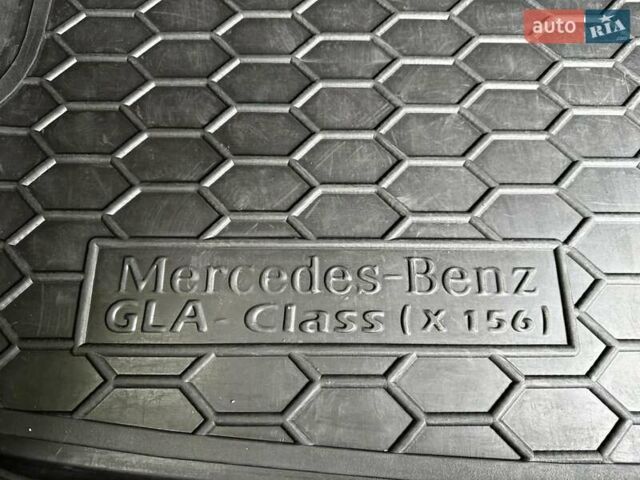 auto RIA
Mercedes-Benz
GLA - Class (X 156)